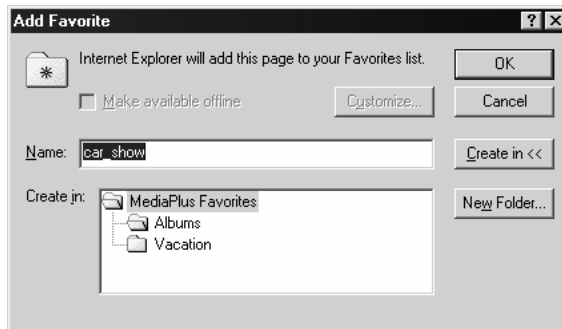 Add Favorite
Internet Explorer will add this page to your Favorites list.
OK
Make available offline
Customize...
Cancel
Name:
car_show
Create in <<
Create in:
MediaPlus Favorites
New Folder...
Albums
Vacation